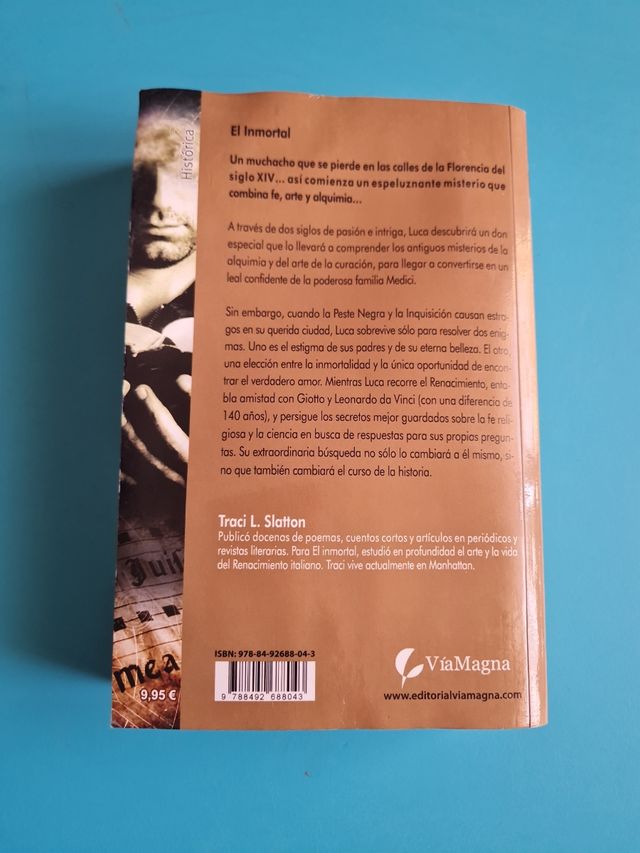 Histórica
El Inmortal
Un muchacho que se pierde en las calles de la Florencia del
siglo XIV... así comienza un espeluznante misterio que
combina fe, arte y alquimia...
A través de dos siglos de pasión e intriga, Luca descubrirá un don
especial que lo llevará a comprender los antiguos misterios de la
alquimia y del arte de la curación, para llegar a convertirse en un
leal confidente de la poderosa familia Medici.
Sin embargo, cuando la Peste Negra y la Inquisición causan estra-
gos en su querida ciudad, Luca sobrevive sólo para resolver dos enig-
mas. Uno es el estigma de sus padres y de su eterna belleza. El otro,
una elección entre la inmortalidad y la única oportunidad de encon-
trar el verdadero amor. Mientras Luca recorre el Renacimiento, enta-
bla amistad con Giotto y Leonardo da Vinci (con una diferencia de
140 años), y persigue los secretos mejor guardados sobre la fe reli-
giosa y la ciencia en busca de respuestas para sus propias pregun-
tas. Su extraordinaria búsqueda no sólo lo cambiará a él mismo, si-
no que también cambiará el curso de la historia.
Traci L. Slatton
Publicó docenas de poemas, cuentos cortos y artículos en periódicos y
revistas literarias. Para El inmortal, estudió en profundidad el arte y la vida
del Renacimiento italiano. Traci vive actualmente en Manhattan.
ISBN: 978-84-92688-04-3
9 788492 688043
VíaMagna
www.editorialviamagna.com
mea
9,95 €